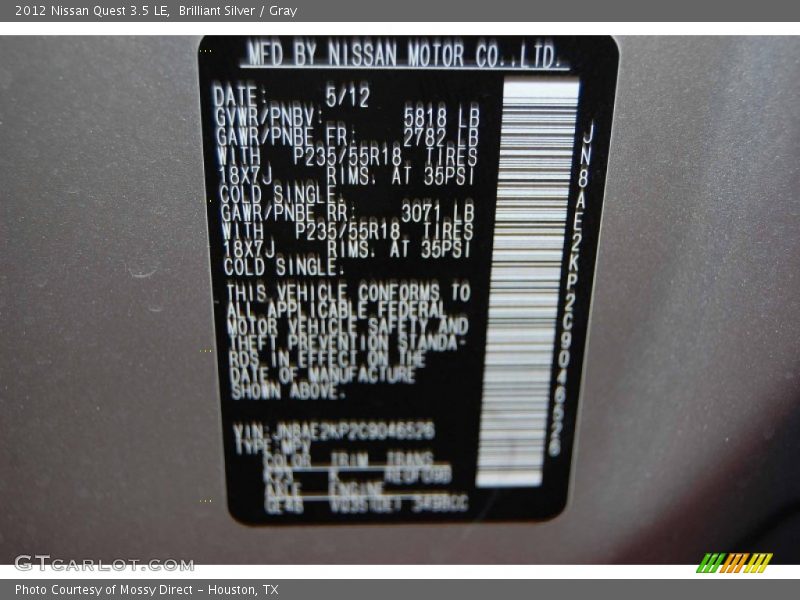 2012 Nissan Quest 3.5 LE,  Brilliant Silver / Gray
MFD BY NISSAN MOTOR CO.,LTD.
DATE: 5/12
GVWR/PNBV: 5818 LB
GAWR/PNBE FR: 2782 LB
WITH P235/55R18 TIRES
18X7J RIMS. AT 35PSI
COLD SINGLE.
GAWR/PNBE RR: 3071 LB
WITH P235/55R18 TIRES
18X7J RIMS. AT 35PSI
COLD SINGLE.
THIS VEHICLE CONFORMS TO
ALL APPLICABLE FEDERAL
MOTOR VEHICLE SAFETY AND
THEFT PREVENTION STANDA-
RDS IN EFFECT ON THE
DATE OF MANUFACTURE
SHOWN ABOVE.
VIN:JN8AE2KP2C9046526
TYPE:MPV
COLOR TRIM TRANS
K23 K REOF09B
AXLE ENGINE
3498CC
JN8AE2KP2C9046526
GTCARLOT.COM
Photo Courtesy of Mossy Direct - Houston, TX